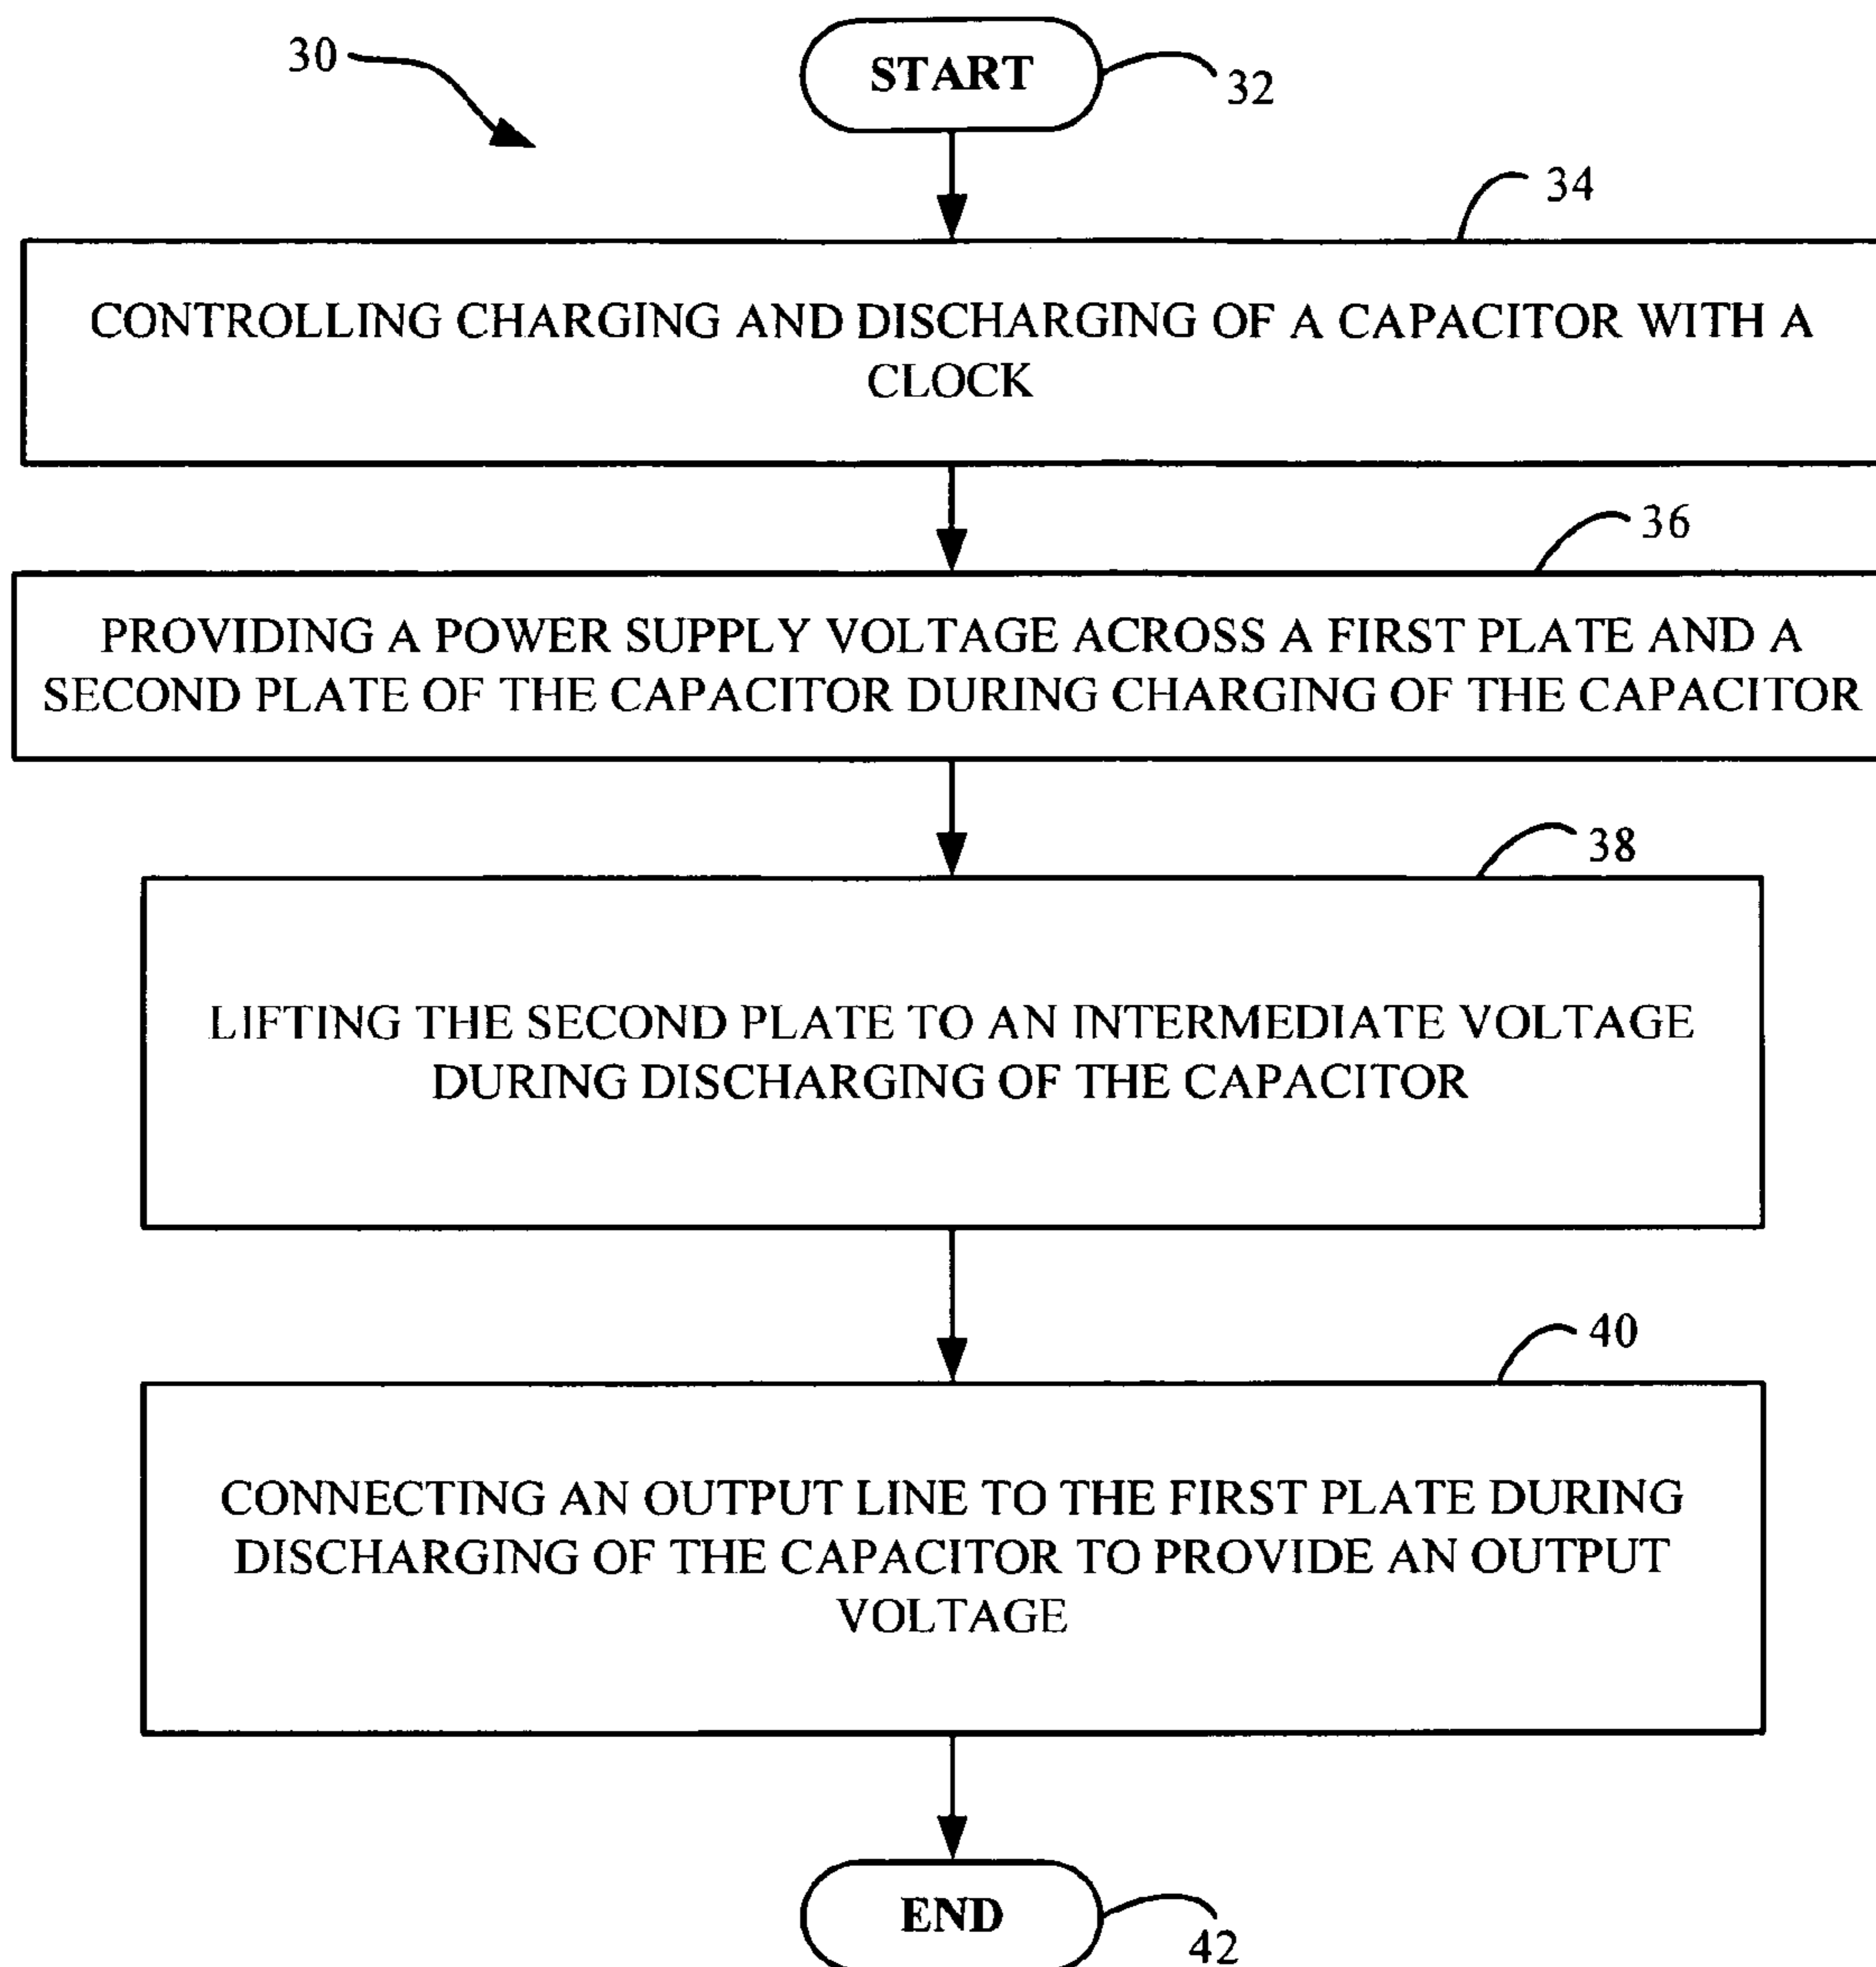 30
START
32
34
CONTROLLING CHARGING AND DISCHARGING OF A CAPACITOR WITH A
CLOCK
36
PROVIDING A POWER SUPPLY VOLTAGE ACROSS A FIRST PLATE AND A
SECOND PLATE OF THE CAPACITOR DURING CHARGING OF THE CAPACITOR
38
LIFTING THE SECOND PLATE TO AN INTERMEDIATE VOLTAGE
DURING DISCHARGING OF THE CAPACITOR
40
CONNECTING AN OUTPUT LINE TO THE FIRST PLATE DURING
DISCHARGING OF THE CAPACITOR TO PROVIDE AN OUTPUT
VOLTAGE
END
42